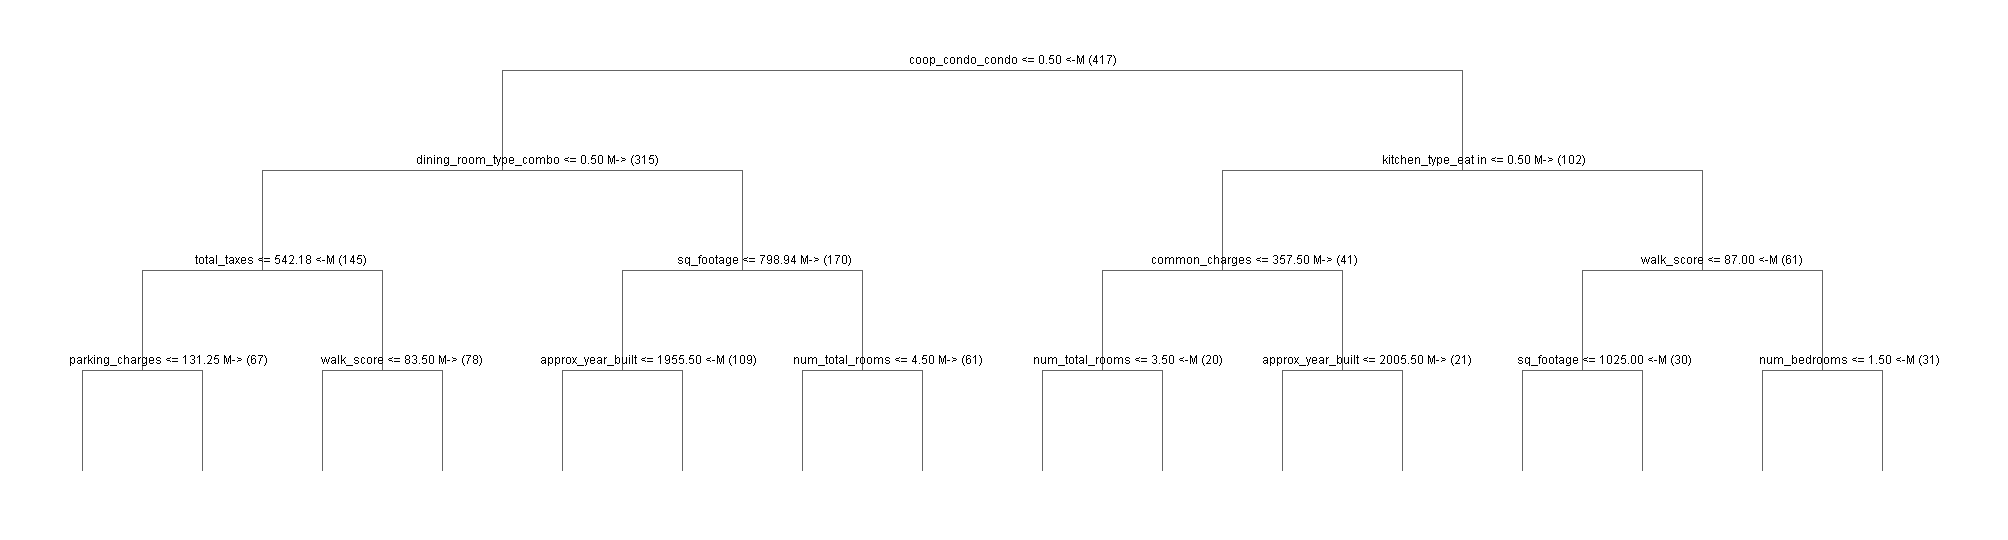 coop_condo_condo <= 0.50 <-M (417)
dining_room_type_combo <= 0.50 M-> (315)
kitchen_type_eat in <= 0.50 M-> (102)
total_taxes <= 542.18 <-M (145)
sq_footage <= 798.94 M-> (170)
common_charges <= 357.50 M-> (41)
walk_score <= 87.00 <-M (61)
parking_charges <= 131.25 M-> (67)
walk_score <= 83.50 M-> (78)
approx_year_built <= 1955.50 <-M (109)
num_total_rooms <= 4.50 M-> (61)
num_total_rooms <= 3.50 <-M (20)
approx_year_built <= 2005.50 M-> (21)
sq_footage <= 1025.00 <-M (30)
num_bedrooms <= 1.50 <-M (31)